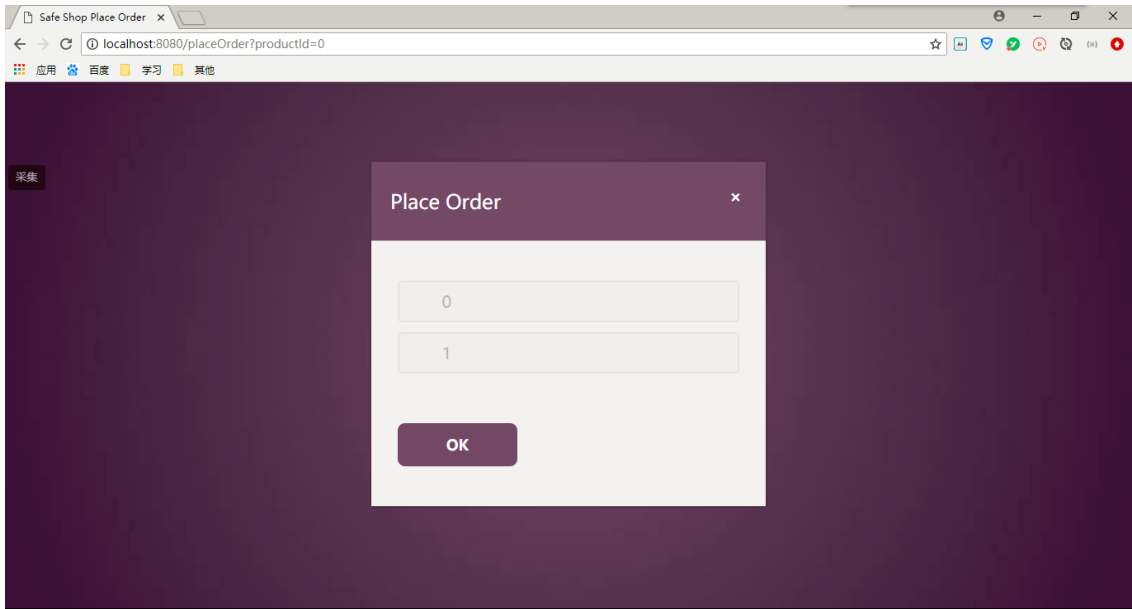 Safe Shop Place Order
localhost:8080/placeOrder?productId=0
应用 百度 学习 其他
采集
Place Order ×
0
1
OK